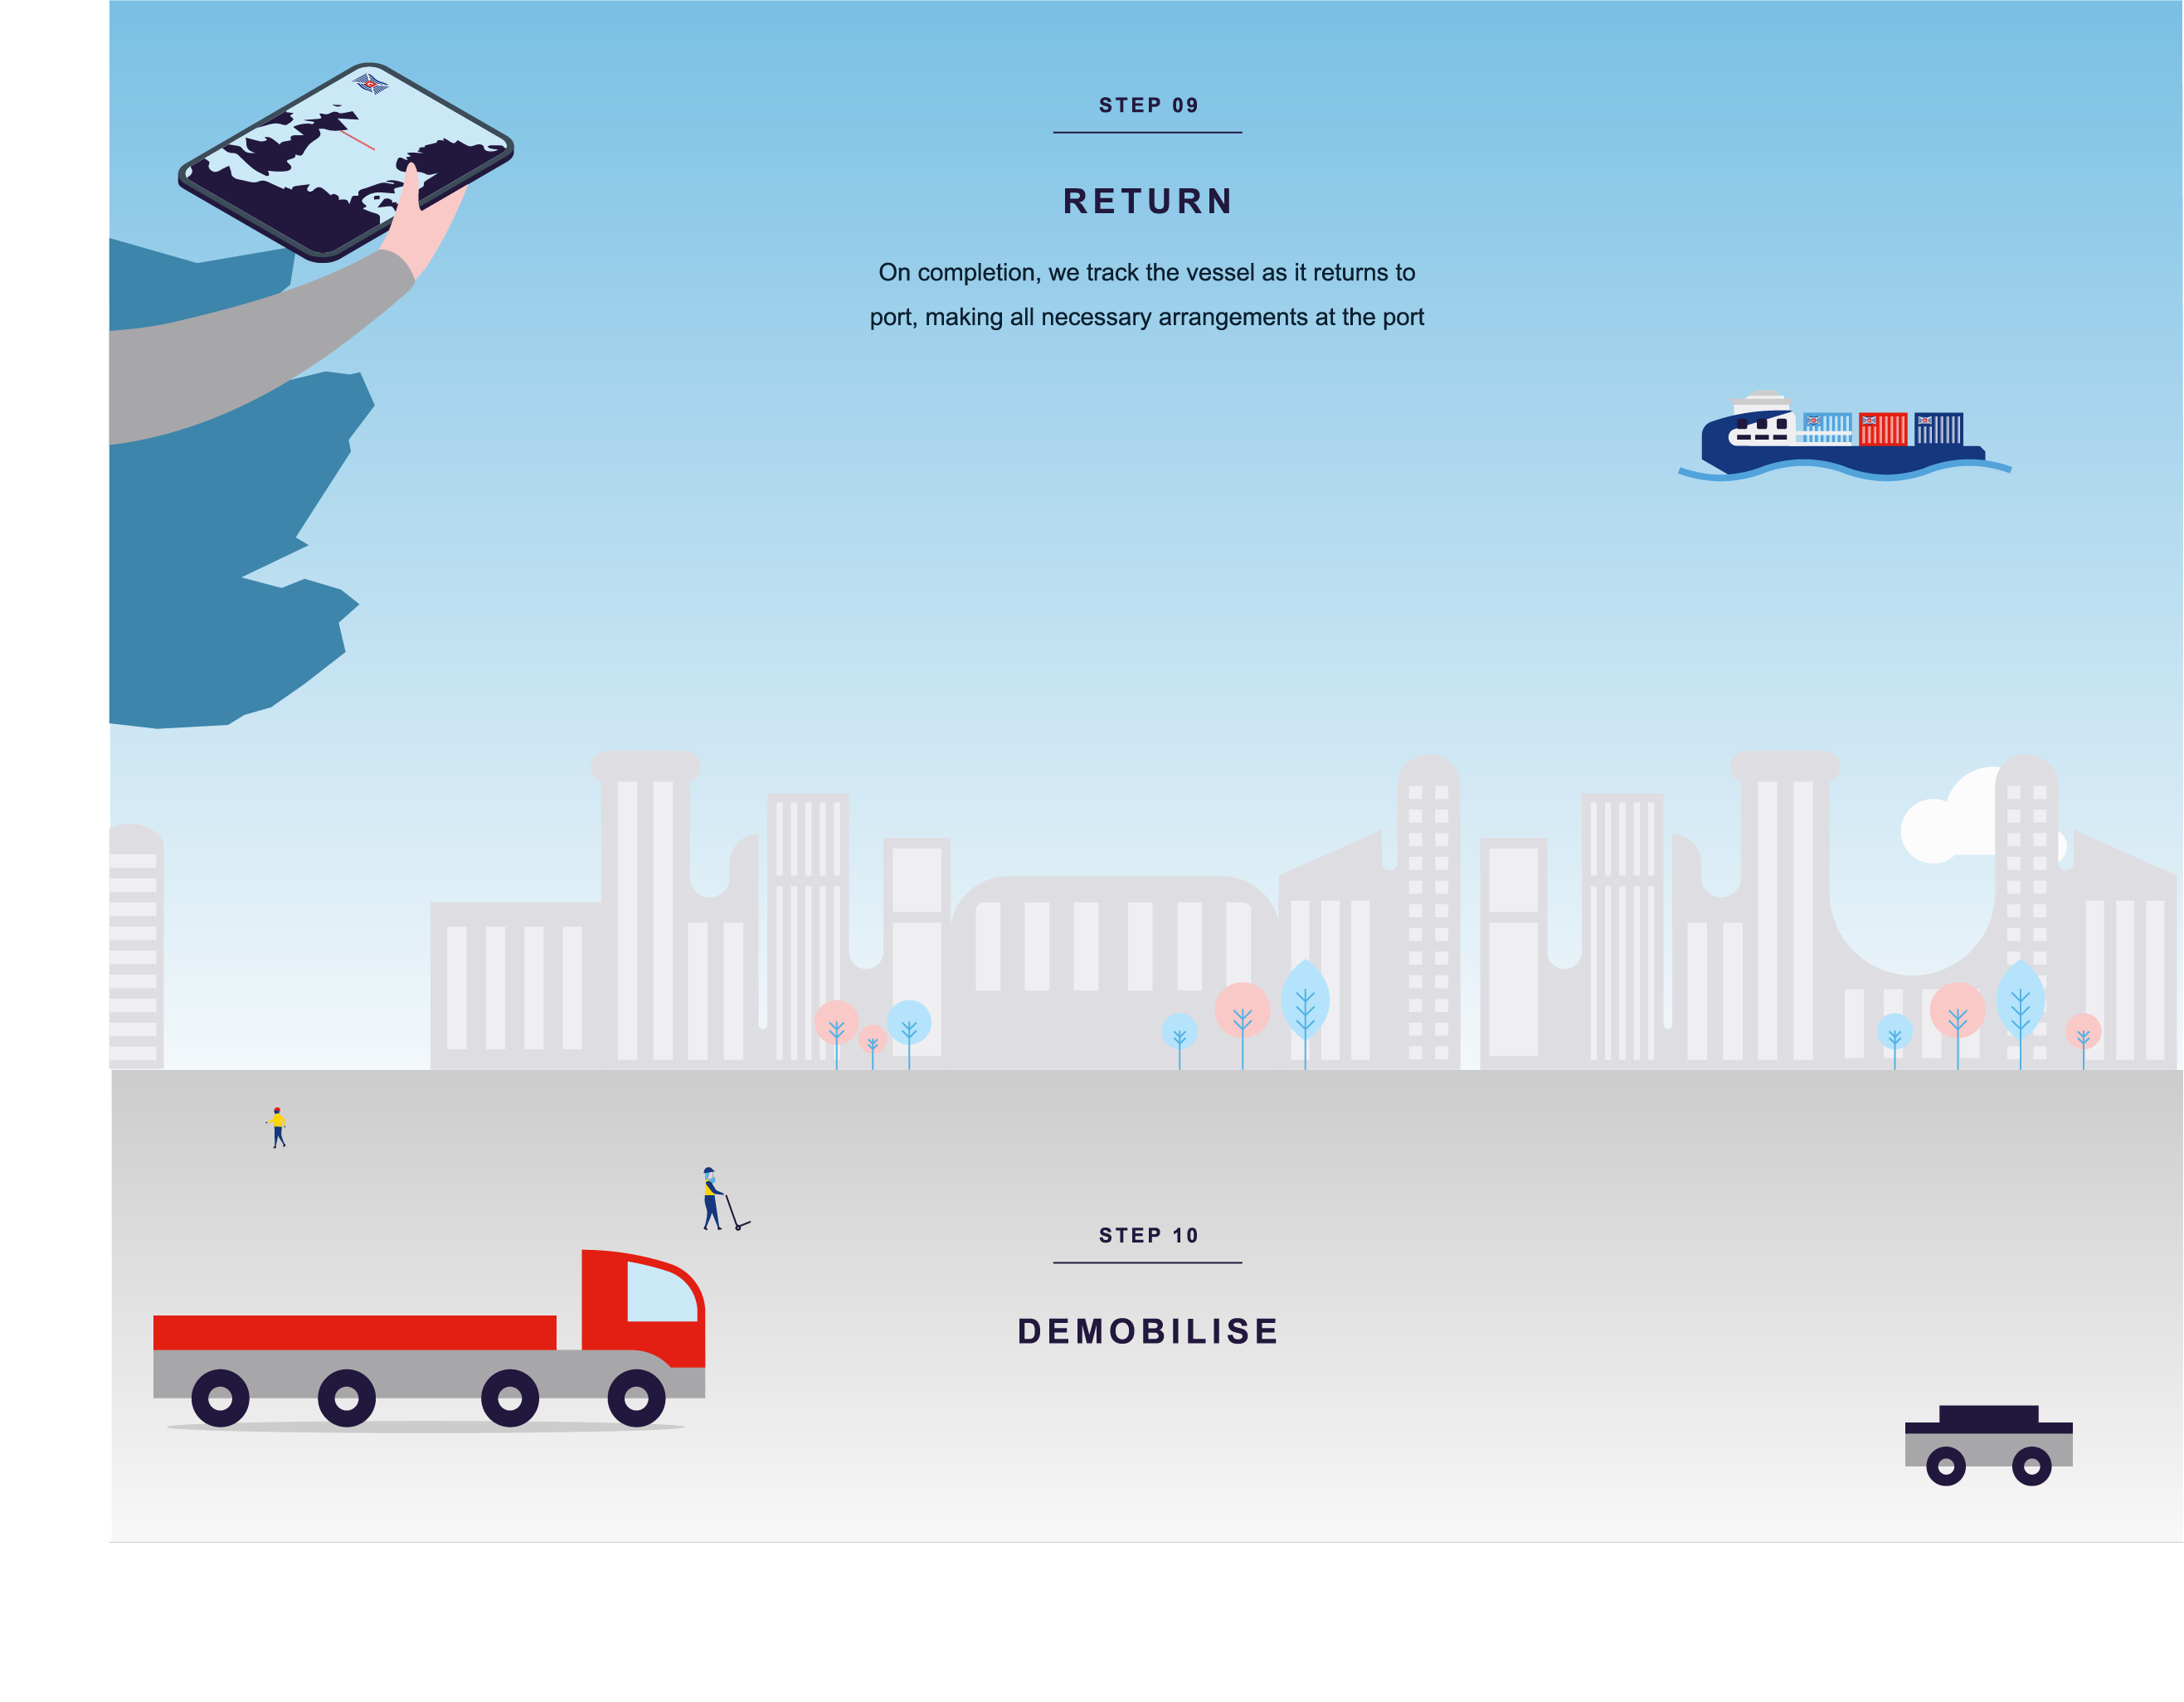 STEP 09
RETURN
On completion, we track the vessel as it returns to
port, making all necessary arrangements at the port
STEP 10
DEMOBILISE